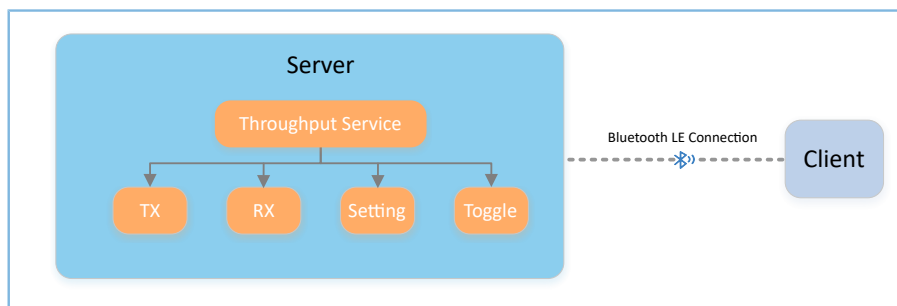 Server
Throughput Service
Bluetooth LE Connection
Client
TX
RX
Setting
Toggle